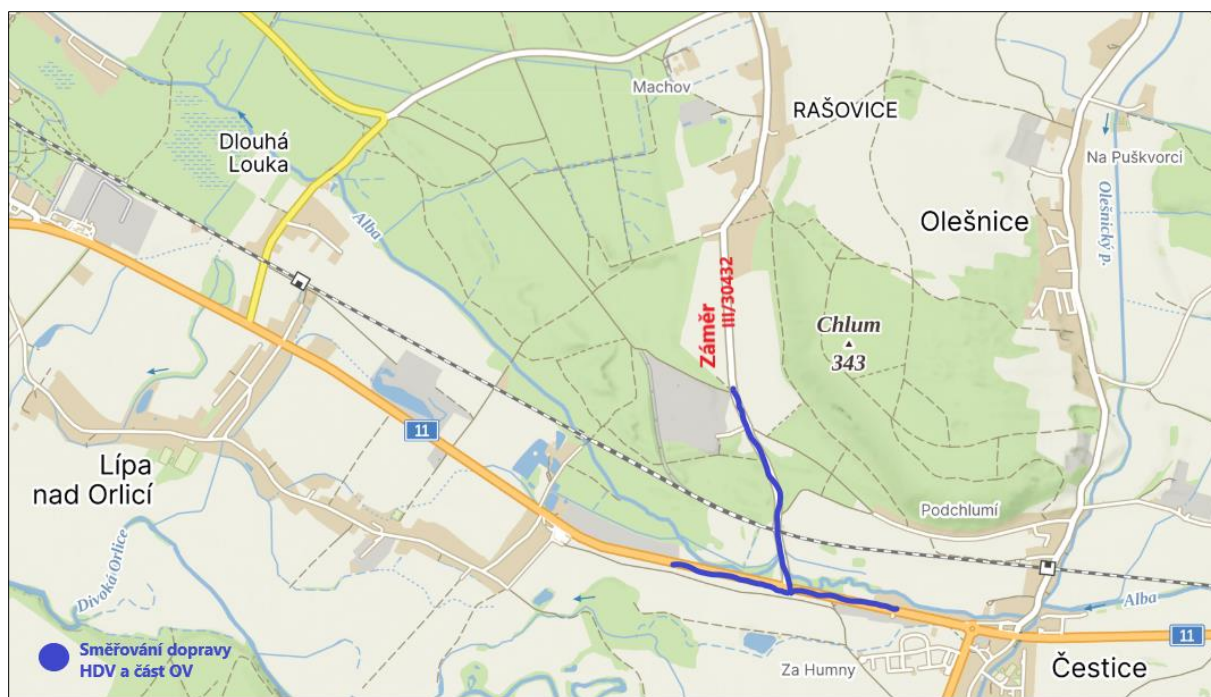 Machov
RAŠOVICE
Dlouhá
Louka
Na Puškvorci
Olešnice
Olešnický p.
Alba
Záměr
III/30432
Chlum
343
11
Lípa
nad Orlicí
Podchlumí
Divoká Orlice
Alba
11
Směřování dopravy
HDV a část OV
Za Humny
Čestice